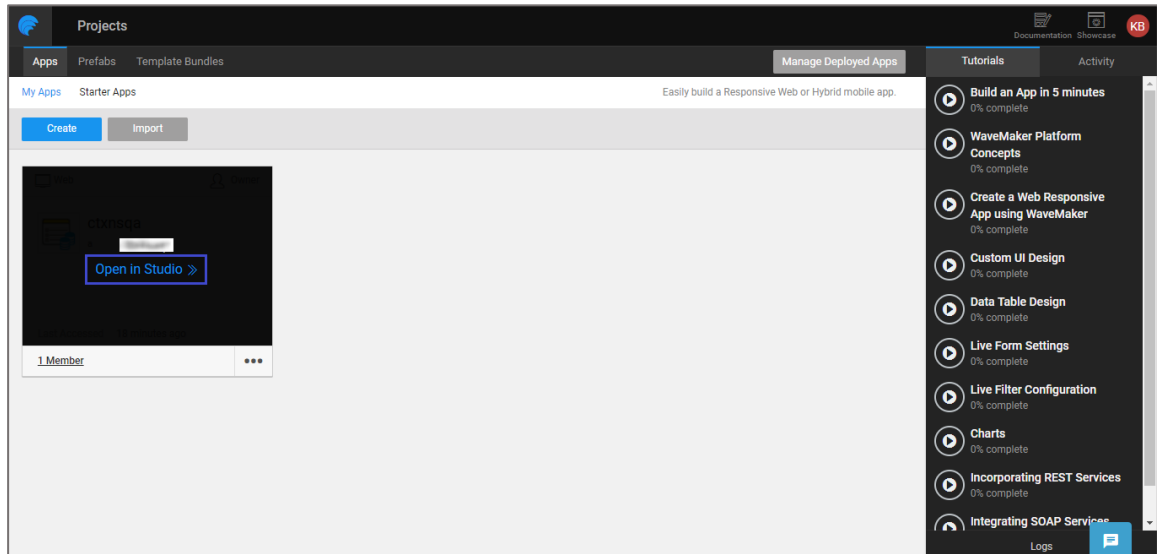 Projects
Documentation Showcase
KB
Apps Prefabs Template Bundles
Manage Deployed Apps
Tutorials Activity
My Apps Starter Apps
Easily build a Responsive Web or Hybrid mobile app.
Create Import
Web
ctxnsqa
Open in Studio
1 Member
Build an App in 5 minutes
0% complete
WaveMaker Platform
Concepts
0% complete
Create a Web Responsive
App using WaveMaker
0% complete
Custom UI Design
0% complete
Data Table Design
0% complete
Live Form Settings
0% complete
Live Filter Configuration
0% complete
Charts
0% complete
Incorporating REST Services
0% complete
Integrating SOAP Services
Logs